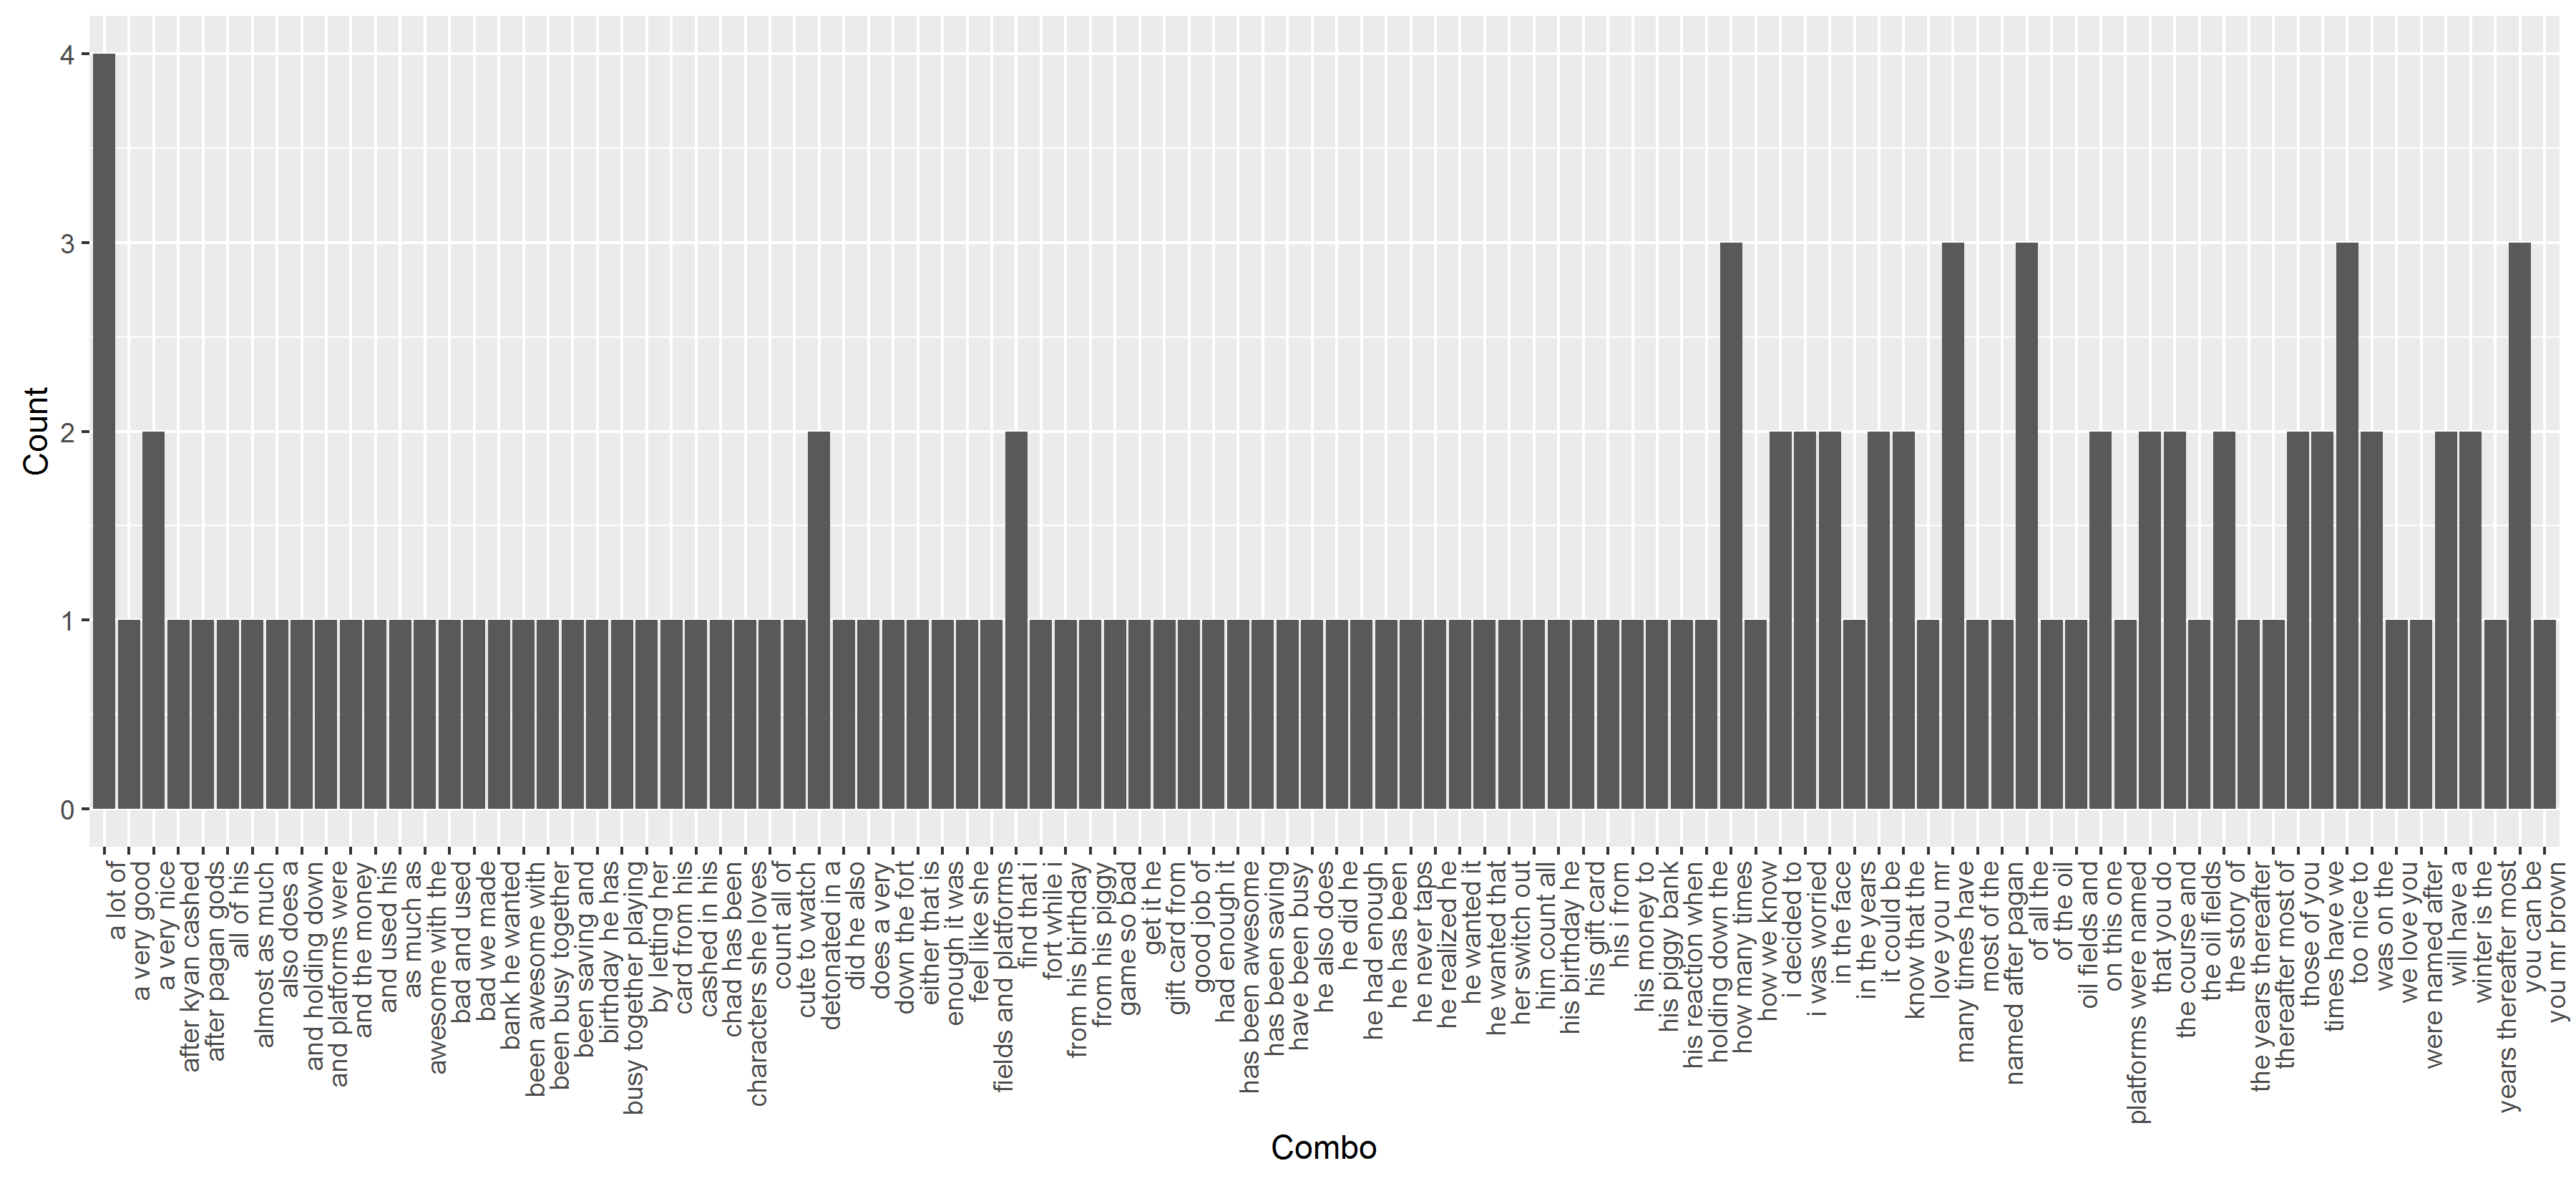 4
3
2
1
0
Count
a lot of
a very good
a very nice
after kyan cashed
after pagan gods
all of his
almost as much
also does a
and holding down
and platforms were
and the money
and used his
as much as
awesome with the
bad and used
bad we made
bank he wanted
been awesome with
been busy together
been saving and
birthday he has
busy together playing
by letting her
card from his
cashed in his
chad has been
characters she loves
count all of
cute to watch
detonated in a
did he also
does a very
down the fort
either that is
enough it was
feel like she
fields and platforms
find that i
fort while i
from his birthday
from his piggy
game so bad
get it he
gift card from
good job of
had enough it
has been awesome
has been saving
have been busy
he also does
he did he
he had enough
he has been
he never taps
he realized he
he wanted it
he wanted that
her switch out
him count all
his birthday he
his gift card
his i from
his money to
his piggy bank
his reaction when
holding down the
how many times
how we know
i decided to
i was worried
in the face
in the years
it could be
know that the
love you mr
many times have
most of the
named after pagan
of all the
of the oil
oil fields and
on this one
platforms were named
that you do
the course and
the oil fields
the story of
the years thereafter
thereafter most of
those of you
times have we
too nice to
was on the
we love you
were named after
will have a
winter is the
years thereafter most
you can be
you mr brown
Combo